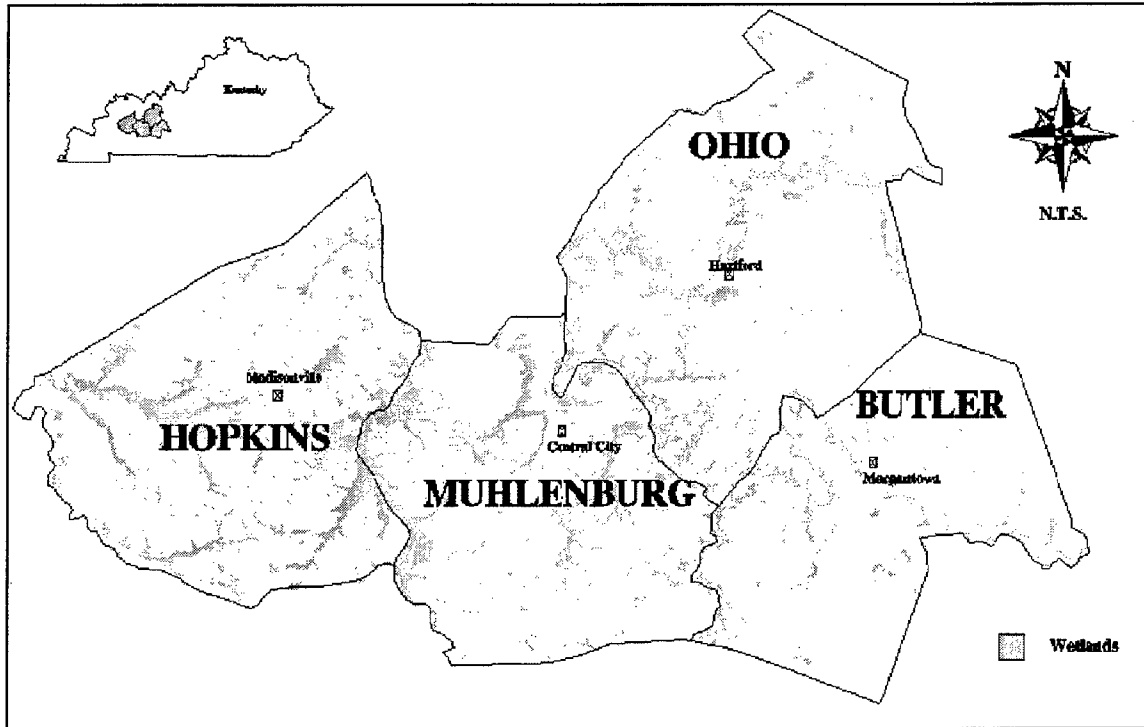 Kentucky
N
OHIO
N.T.S.
Hartford
Madisonville
BUTLER
HOPKINS
Central City
Morgantown
MUHLENBURG
Wetlands